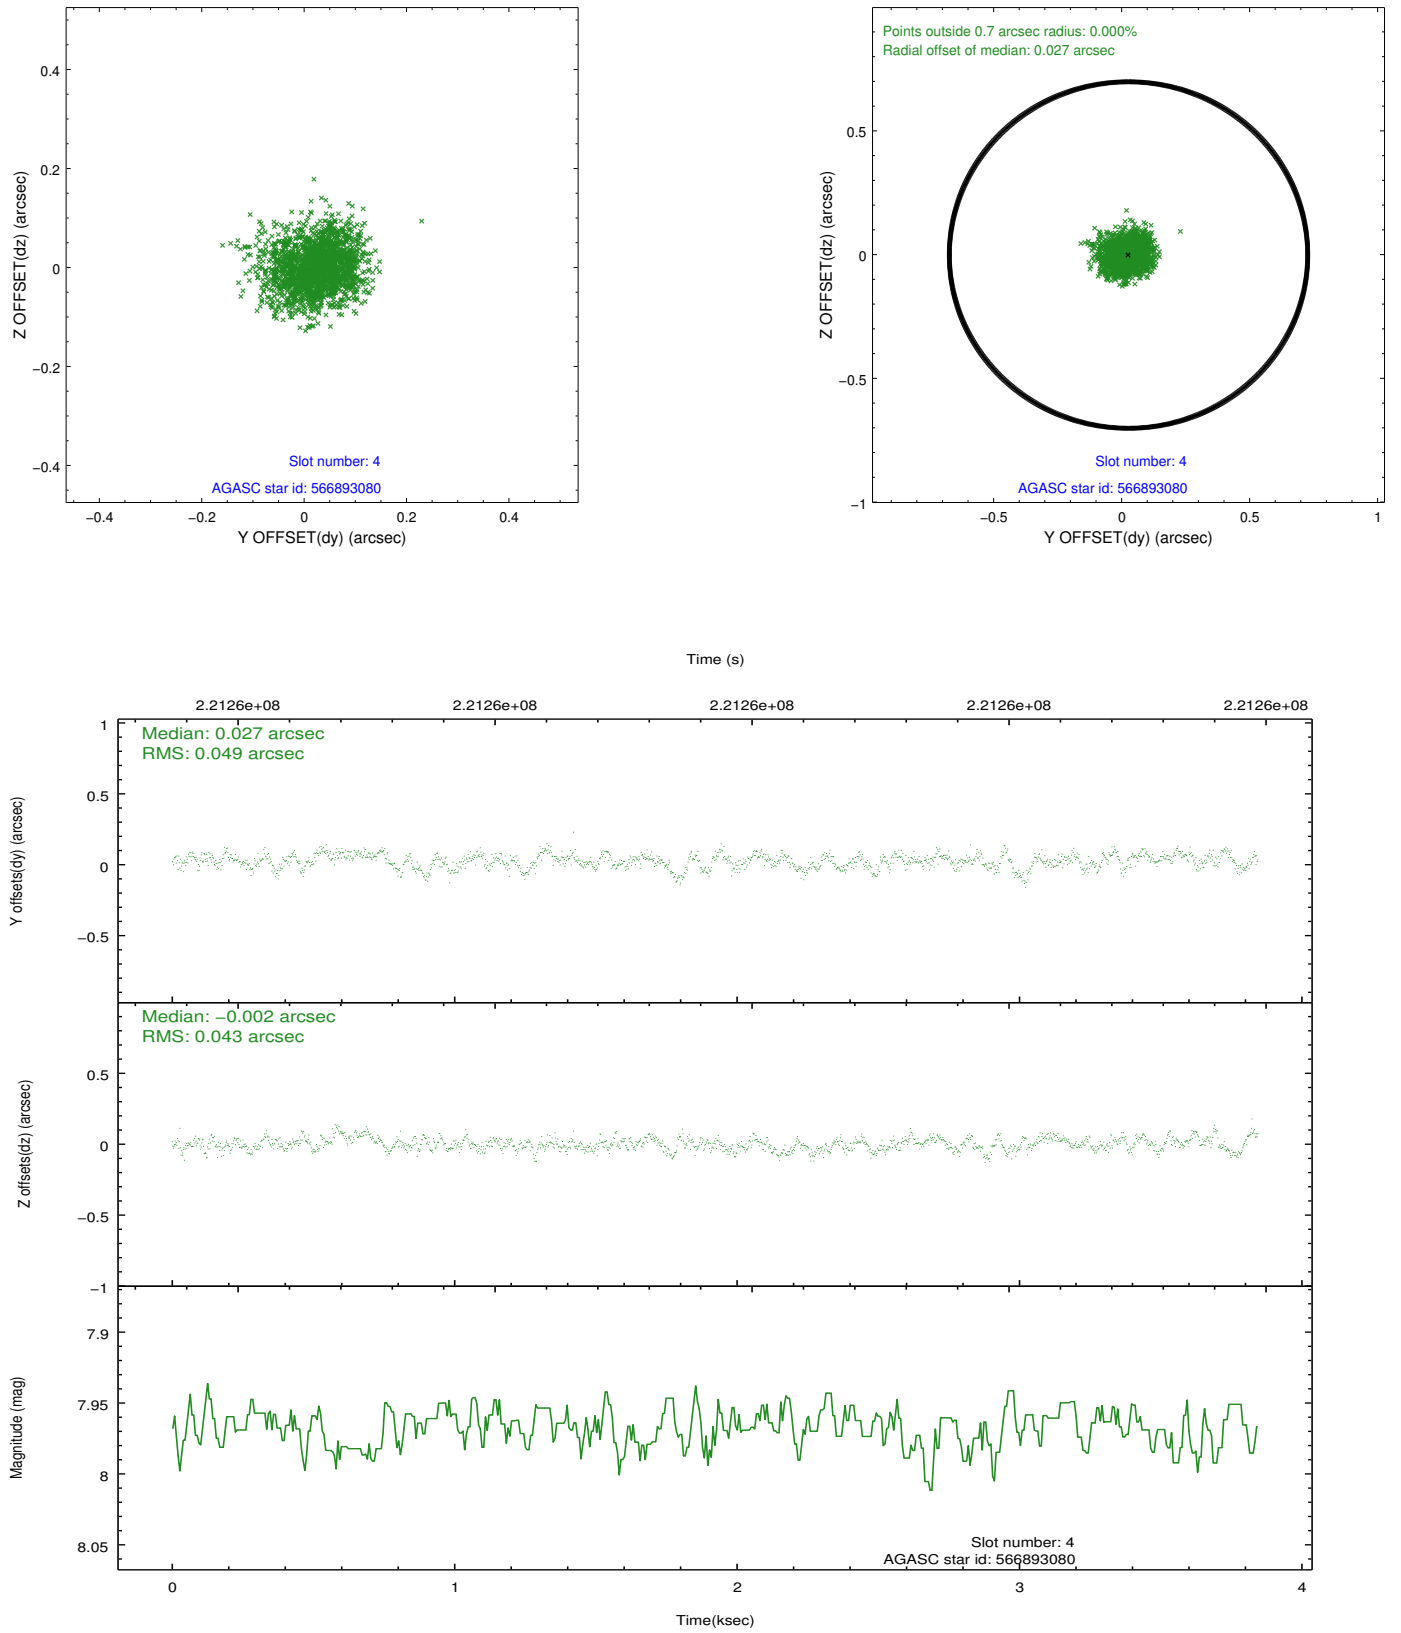 0.4
0.2
0
−0.2
−0.4
Z OFFSET(dz) (arcsec)
Slot number: 4
AGASC star id: 566893080
−0.4 −0.2 0 0.2 0.4
Y OFFSET(dy) (arcsec)
Points outside 0.7 arcsec radius: 0.000%
Radial offset of median: 0.027 arcsec
0.5
0
−0.5
−1
Z OFFSET(dz) (arcsec)
Slot number: 4
AGASC star id: 566893080
−0.5 0 0.5 1
Y OFFSET(dy) (arcsec)
Time (s)
2.2126e+08 2.2126e+08 2.2126e+08 2.2126e+08 2.2126e+08
Median: 0.027 arcsec
RMS: 0.049 arcsec
1
0.5
0
−0.5
Y offsets(dy) (arcsec)
Median: −0.002 arcsec
RMS: 0.043 arcsec
0.5
0
−0.5
−1
Z offsets(dz) (arcsec)
7.9
7.95
8
8.05
Magnitude (mag)
Slot number: 4
AGASC star id: 566893080
0 1 2 3 4
Time(ksec)